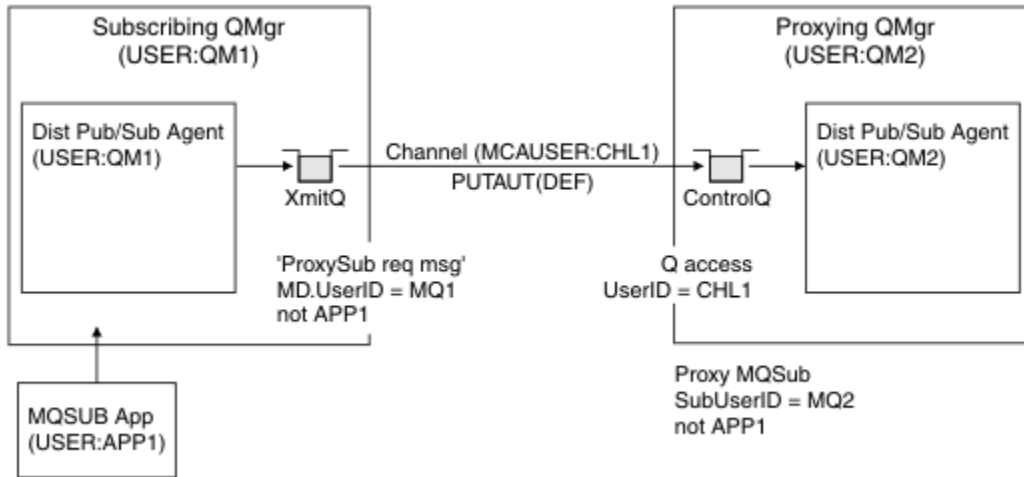 Subscribing QMgr
(USER:QM1)
Proxying QMgr
(USER:QM2)
Dist Pub/Sub Agent
(USER:QM1)
Dist Pub/Sub Agent
(USER:QM2)
Channel (MCAUSER:CHL1)
PUTAUT(DEF)
XmitQ
ControlQ
'ProxySub req msg'
MD.UserID = MQ1
not APP1
Q access
UserID = CHL1
Proxy MQSub
SubUserID = MQ2
not APP1
MQSUB App
(USER:APP1)